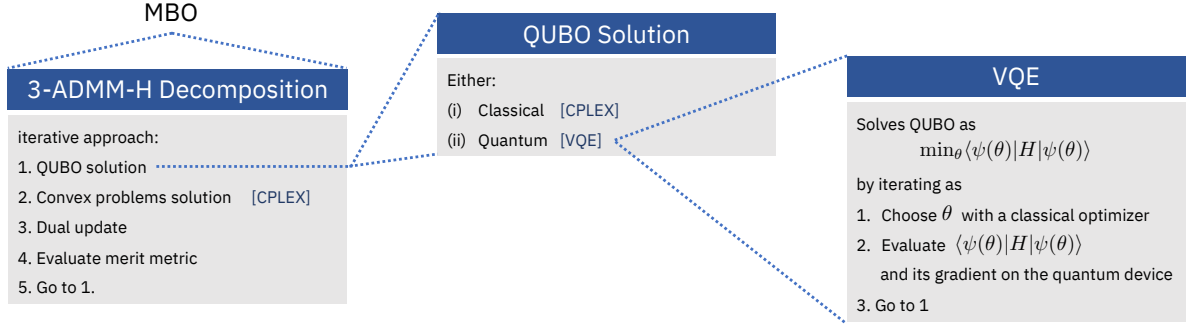 MBO
3-ADMM-H Decomposition
iterative approach:
1. QUBO solution
2. Convex problems solution [CPLEX]
3. Dual update
4. Evaluate merit metric
5. Go to 1.
QUBO Solution
Either:
(i) Classical [CPLEX]
(ii) Quantum [VQE]
VQE
Solves QUBO as
min_θ⟨ψ(θ)|H|ψ(θ)⟩
by iterating as
1. Choose θ with a classical optimizer
2. Evaluate ⟨ψ(θ)|H|ψ(θ)⟩
and its gradient on the quantum device
3. Go to 1